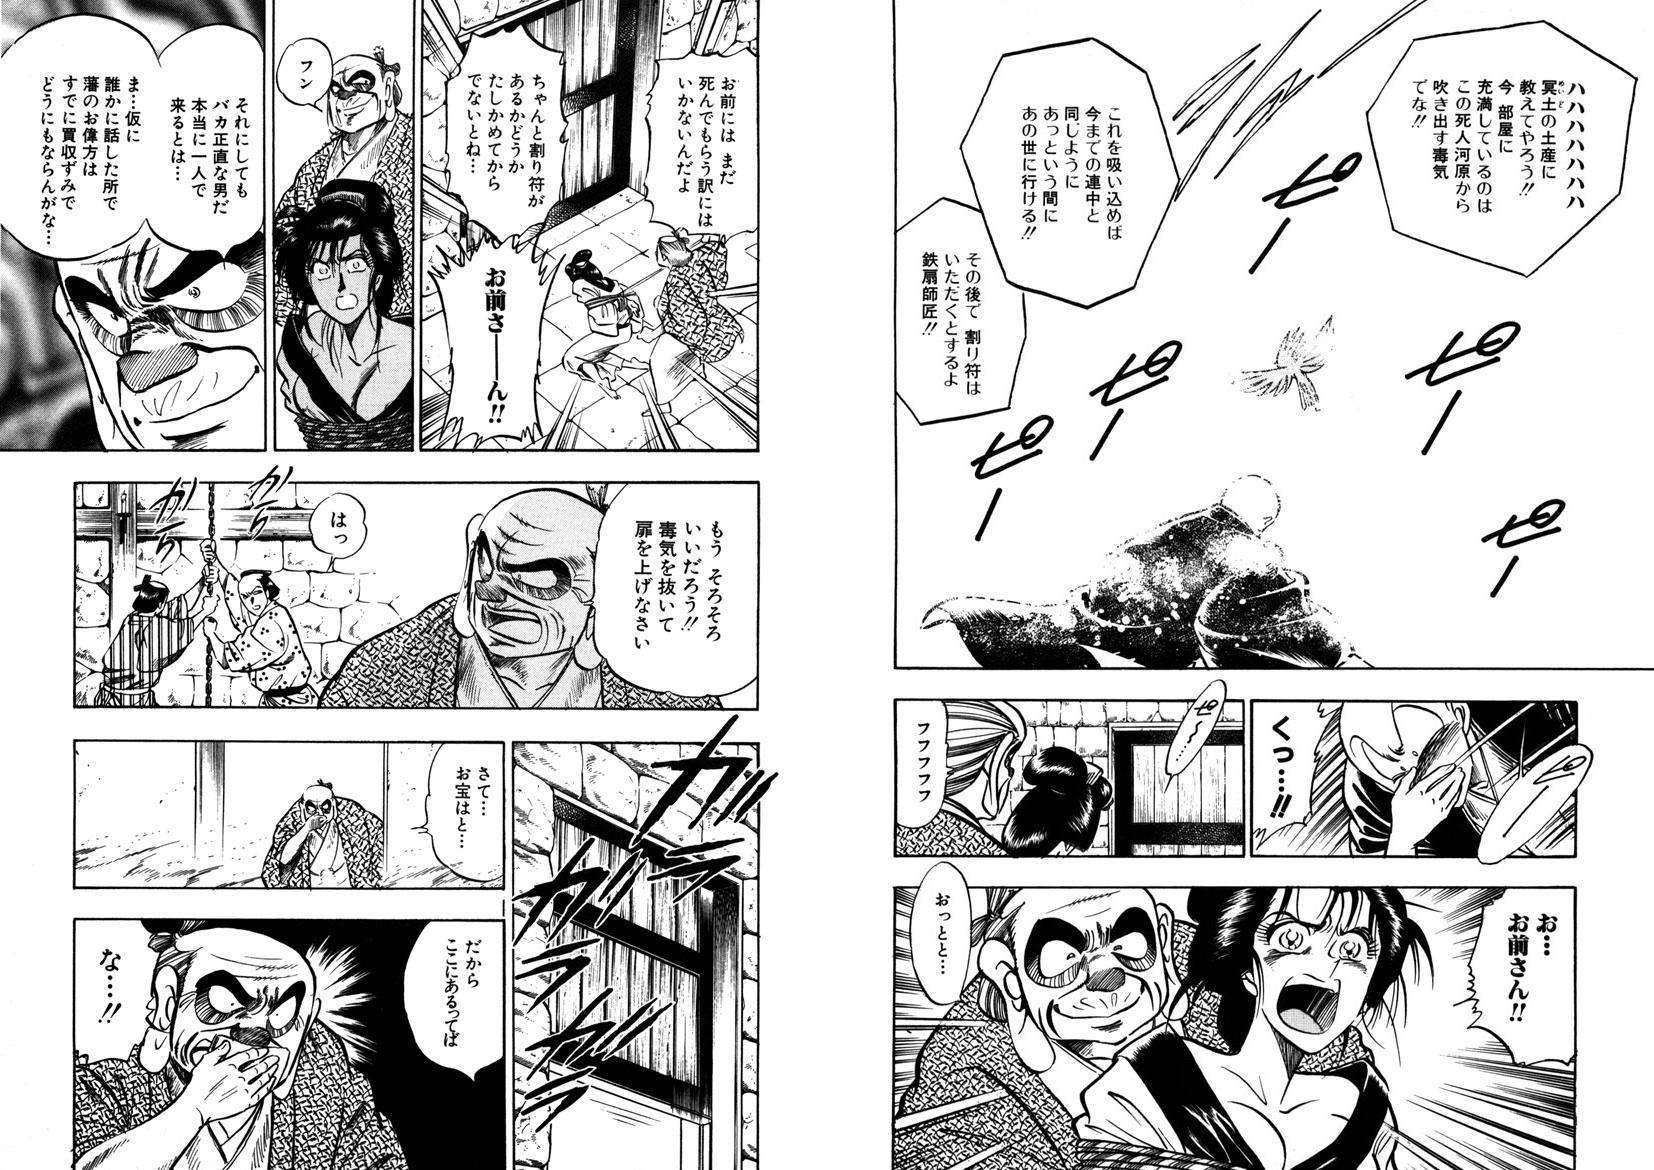 ハハハハハハハ
冥土の土産に
めいど
教えてやろう!!
今 部屋に
充満しているのは
この死人河原から
吹き出す毒気
でな!!
これを吸い込めば
今までの連中と
同じように
あっという間に
あの世に行ける!!
その後で 割り符は
いただくとするよ
鉄扇師匠!!
ピー
ピー
ピー
ピー
ピー
ピ〜……
くっ…!!
ピ〜……
フフフフフ
お…
お前さん!!
おっとと…
お前には まだ
死んでもらう訳には
いかないんだよ
ちゃんと割り符が
あるかどうか
たしかめてから
でないとね…
お前さーーん!!
フン
それにしても
バカ正直な男だ
本当に一人で
来るとは…
ま…仮に
誰かに話した所で
藩のお偉方は
すでに買収ずみで
どうにもならんがな…
もう そろそろ
いいだろう!!
毒気を抜いて
扉を上げなさい
はっ
ガラ
ガラ
ガガガガ
さて…
お宝はと…
だから
ここにあるってば
な…!!